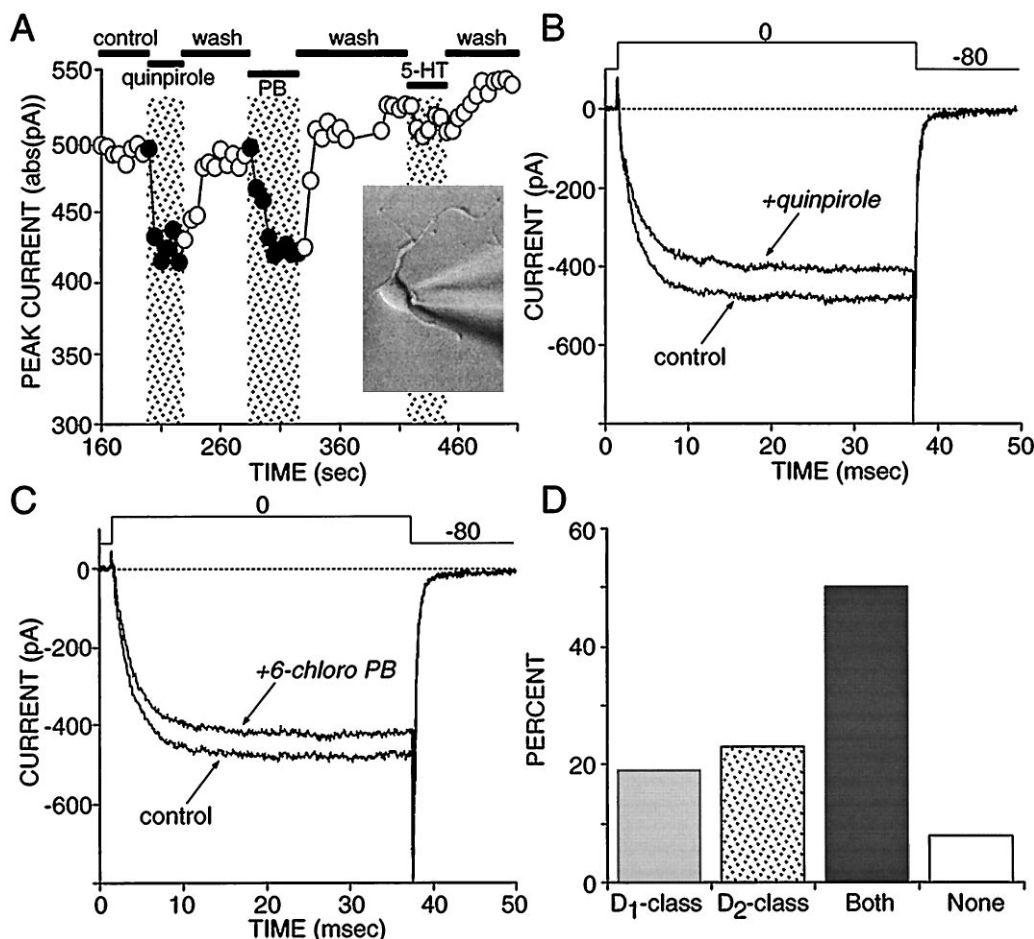 A
control
wash
wash
wash
quinpirole
PB
5-HT
PEAK CURRENT (abs(pA))
550
500
450
400
350
300
160
260
360
460
TIME (sec)
B
0
-80
0
-200
-400
-600
CURRENT (pA)
+quinpirole
control
0
10
20
30
40
50
TIME (msec)
C
0
-80
0
-200
-400
-600
CURRENT (pA)
+6-chloro PB
control
0
10
20
30
40
50
TIME (msec)
D
60
40
20
0
PERCENT
D1-class
D2-class
Both
None